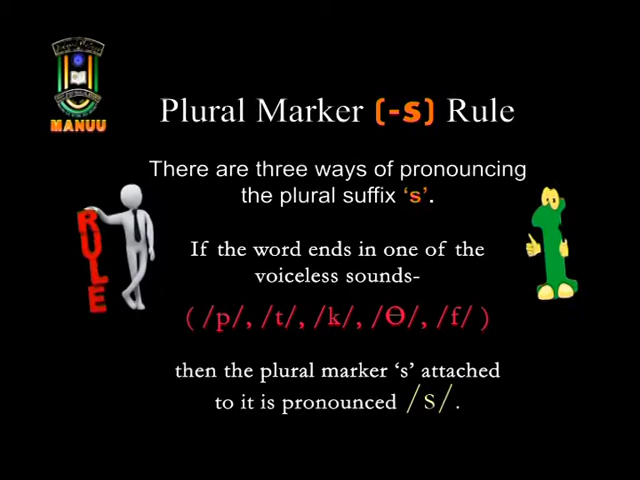 MANUU
Plural Marker (-s) Rule
There are three ways of pronouncing
the plural suffix ‘s’.
RULE
If the word ends in one of the
voiceless sounds-
( /p/, /t/, /k/, /Ɵ/, /f/ )
then the plural marker ‘s’ attached
to it is pronounced /s/.
1